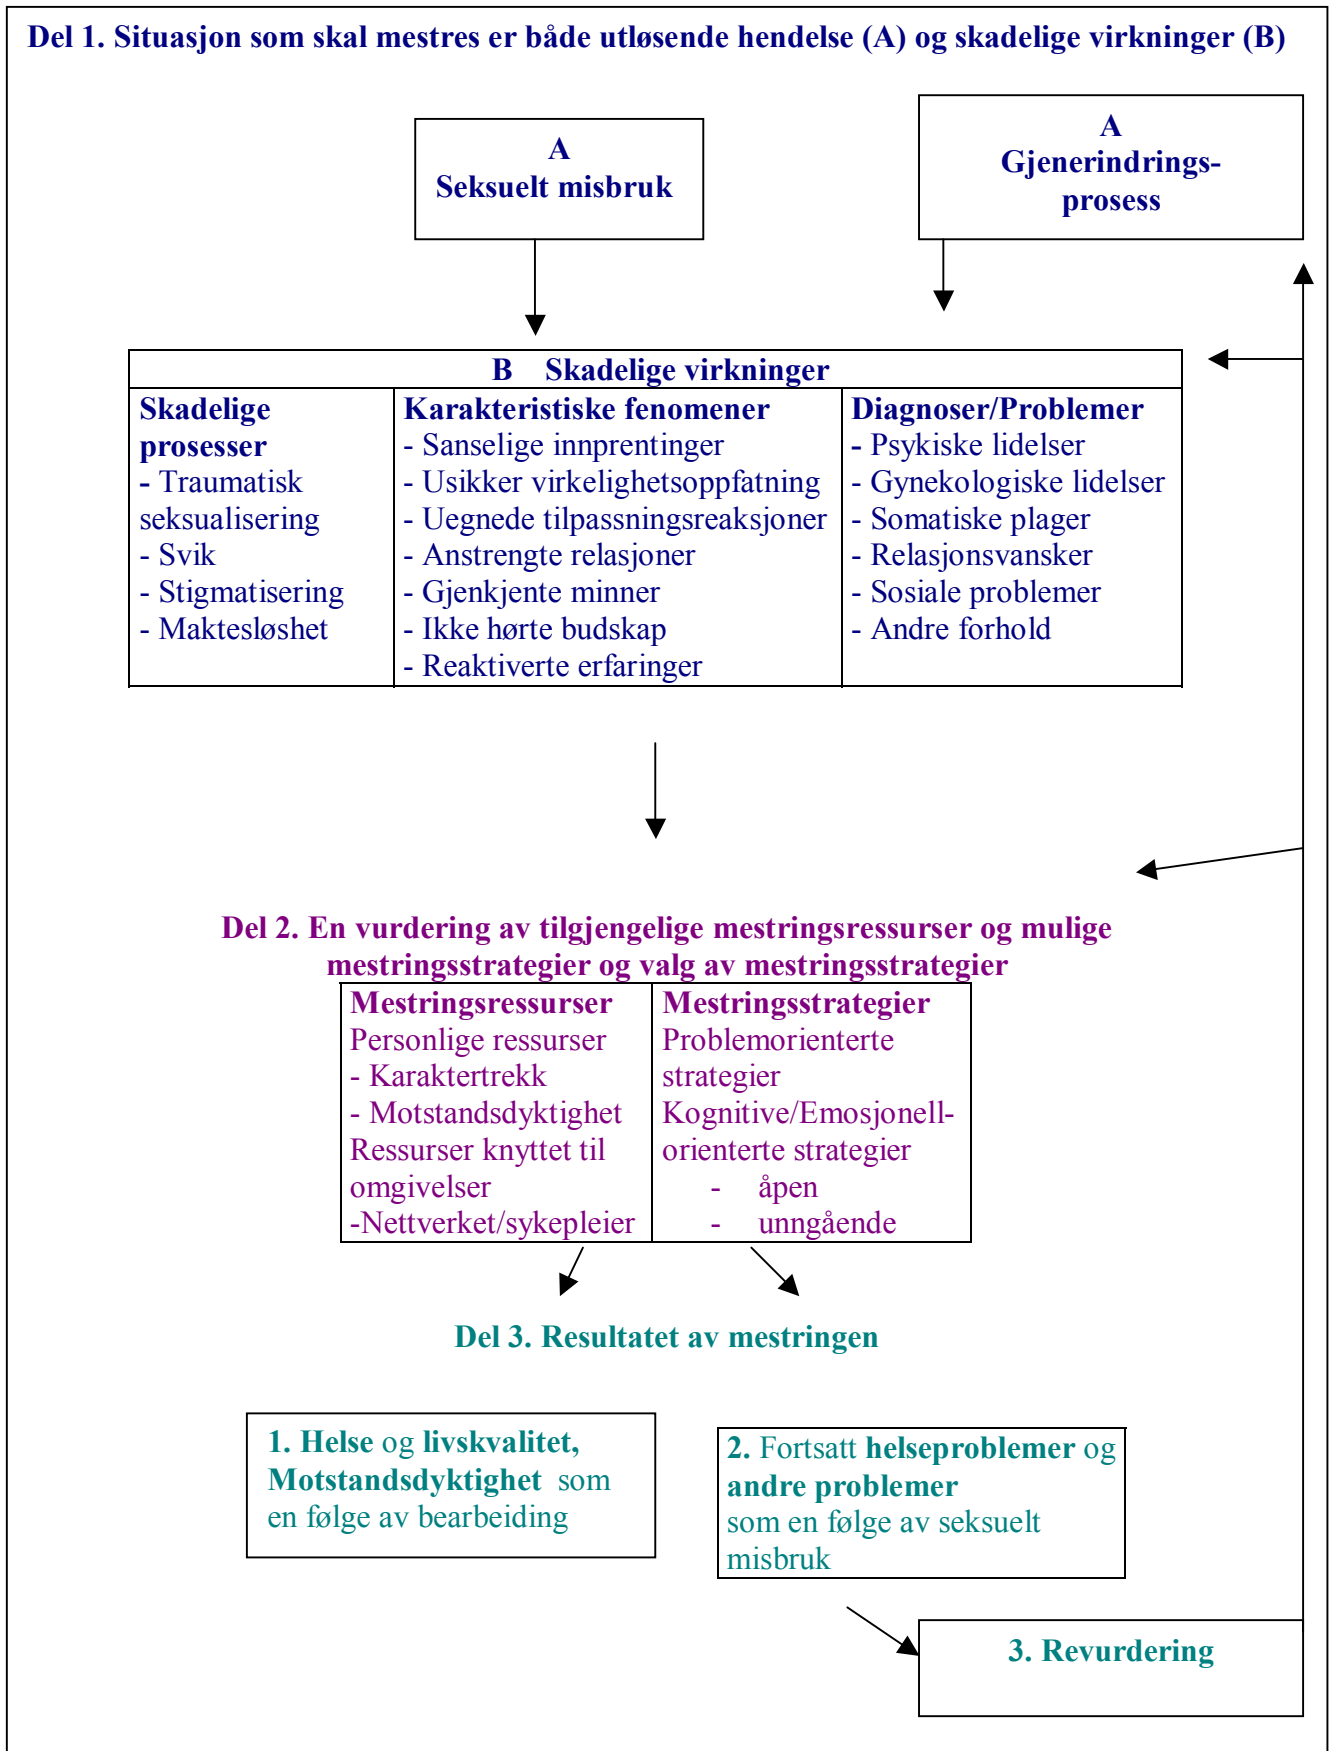 Del 1. Situasjon som skal mestres er både utløsende hendelse (A) og skadelige virkninger (B)
A
Seksuelt misbruk
A
Gjenerindrings-
prosess
B Skadelige virkninger
Skadelige
prosesser
- Traumatisk
seksualisering
- Svik
- Stigmatisering
- Maktesløshet
Karakteristiske fenomener
- Sanselige innprentinger
- Usikker virkelighetsoppfatning
- Uegnede tilpassningsreaksjoner
- Anstrengte relasjoner
- Gjenkjente minner
- Ikke hørte budskap
- Reaktiverte erfaringer
Diagnoser/Problemer
- Psykiske lidelser
- Gynekologiske lidelser
- Somatiske plager
- Relasjonsvansker
- Sosiale problemer
- Andre forhold
Del 2. En vurdering av tilgjengelige mestringsressurser og mulige
mestringsstrategier og valg av mestringsstrategier
Mestringsressurser
Personlige ressurser
- Karaktertrekk
- Motstandsdyktighet
Ressurser knyttet til
omgivelser
-Nettverket/sykepleier
Mestringsstrategier
Problemorienterte
strategier
Kognitive/Emosjonell-
orienterte strategier
- åpen
- unngående
Del 3. Resultatet av mestringen
1. Helse og livskvalitet,
Motstandsdyktighet som
en følge av bearbeiding
2. Fortsatt helseproblemer og
andre problemer
som en følge av seksuelt
misbruk
3. Revurdering